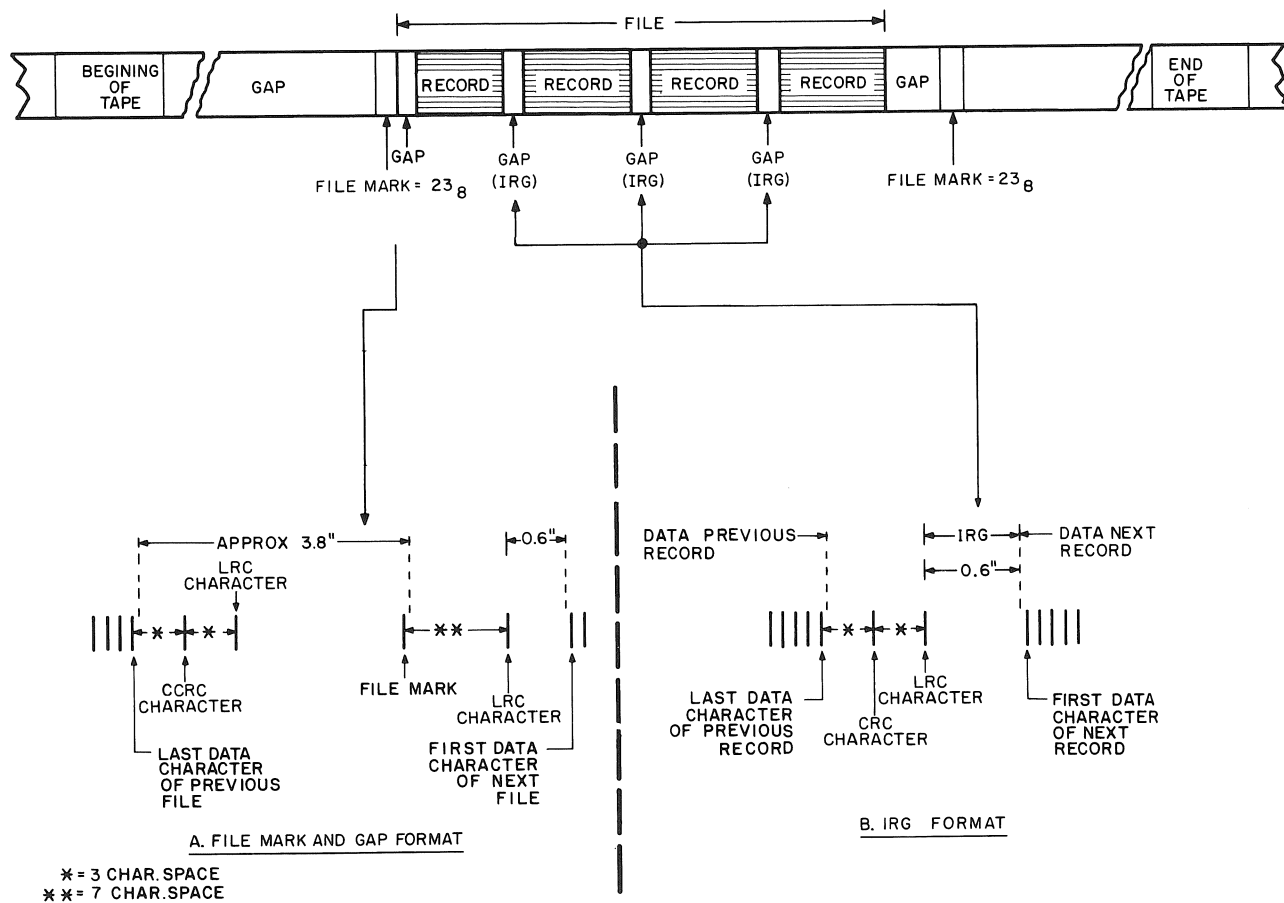 FILE
BEGINING
OF
TAPE
GAP
RECORD
RECORD
RECORD
RECORD
GAP
END
OF
TAPE
GAP
FILE MARK = 23₈
GAP
(IRG)
GAP
(IRG)
GAP
(IRG)
FILE MARK = 23₈
APPROX 3.8"
LRC
CHARACTER
0.6"
* *
**
CCRC
CHARACTER
FILE MARK
LRC
CHARACTER
LAST DATA
CHARACTER
OF PREVIOUS
FILE
FIRST DATA
CHARACTER
OF NEXT
FILE
A. FILE MARK AND GAP FORMAT
* = 3 CHAR. SPACE
** = 7 CHAR. SPACE
DATA PREVIOUS
RECORD
IRG
DATA NEXT
RECORD
0.6"
* *
LAST DATA
CHARACTER
OF PREVIOUS
RECORD
CRC
CHARACTER
LRC
CHARACTER
FIRST DATA
CHARACTER
OF NEXT
RECORD
B. IRG FORMAT